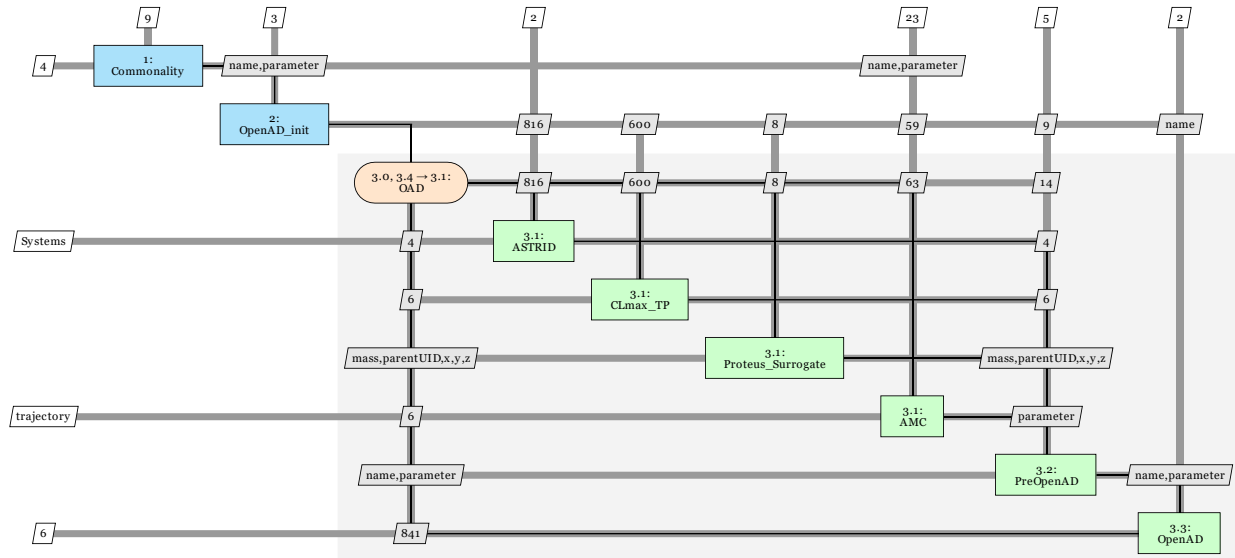 9
3
2
23
5
2
4
1:
Commonality
name,parameter
name,parameter
2:
OpenAD_init
816
600
8
59
9
name
3.0, 3.4 → 3.1:
OAD
816
600
8
63
14
Systems
4
3.1:
ASTRID
4
6
3.1:
CLmax_TP
6
mass,parentUID,x,y,z
3.1:
Proteus_Surrogate
mass,parentUID,x,y,z
trajectory
6
3.1:
AMC
parameter
name,parameter
3.2:
PreOpenAD
name,parameter
6
841
3.3:
OpenAD